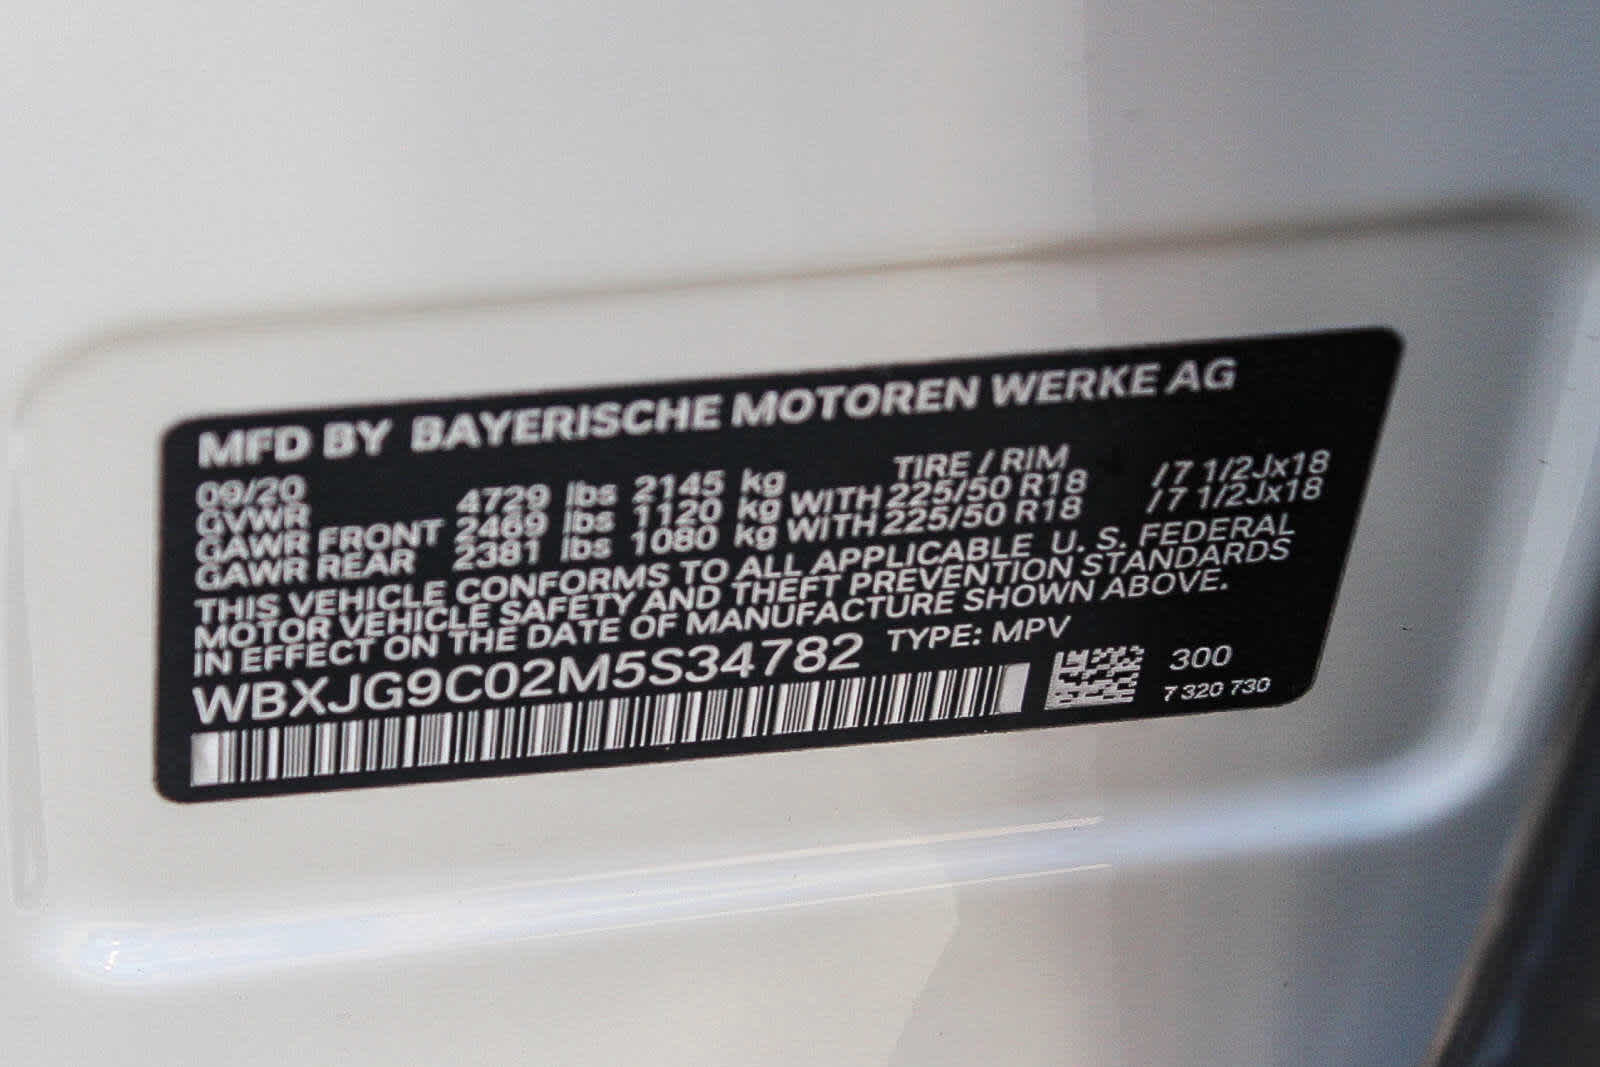 MFD BY BAYERISCHE MOTOREN WERKE AG
09/20 TIRE / RIM
GVWR 4729 lbs 2145 kg
GAWR FRONT 2469 lbs 1120 kg WITH 225/50 R18 /7 1/2Jx18
GAWR REAR 2381 lbs 1080 kg WITH 225/50 R18 /7 1/2Jx18
THIS VEHICLE CONFORMS TO ALL APPLICABLE U. S. FEDERAL
MOTOR VEHICLE SAFETY AND THEFT PREVENTION STANDARDS
IN EFFECT ON THE DATE OF MANUFACTURE SHOWN ABOVE.
WBXJG9C02M5S34782 TYPE: MPV
300
7 320 730